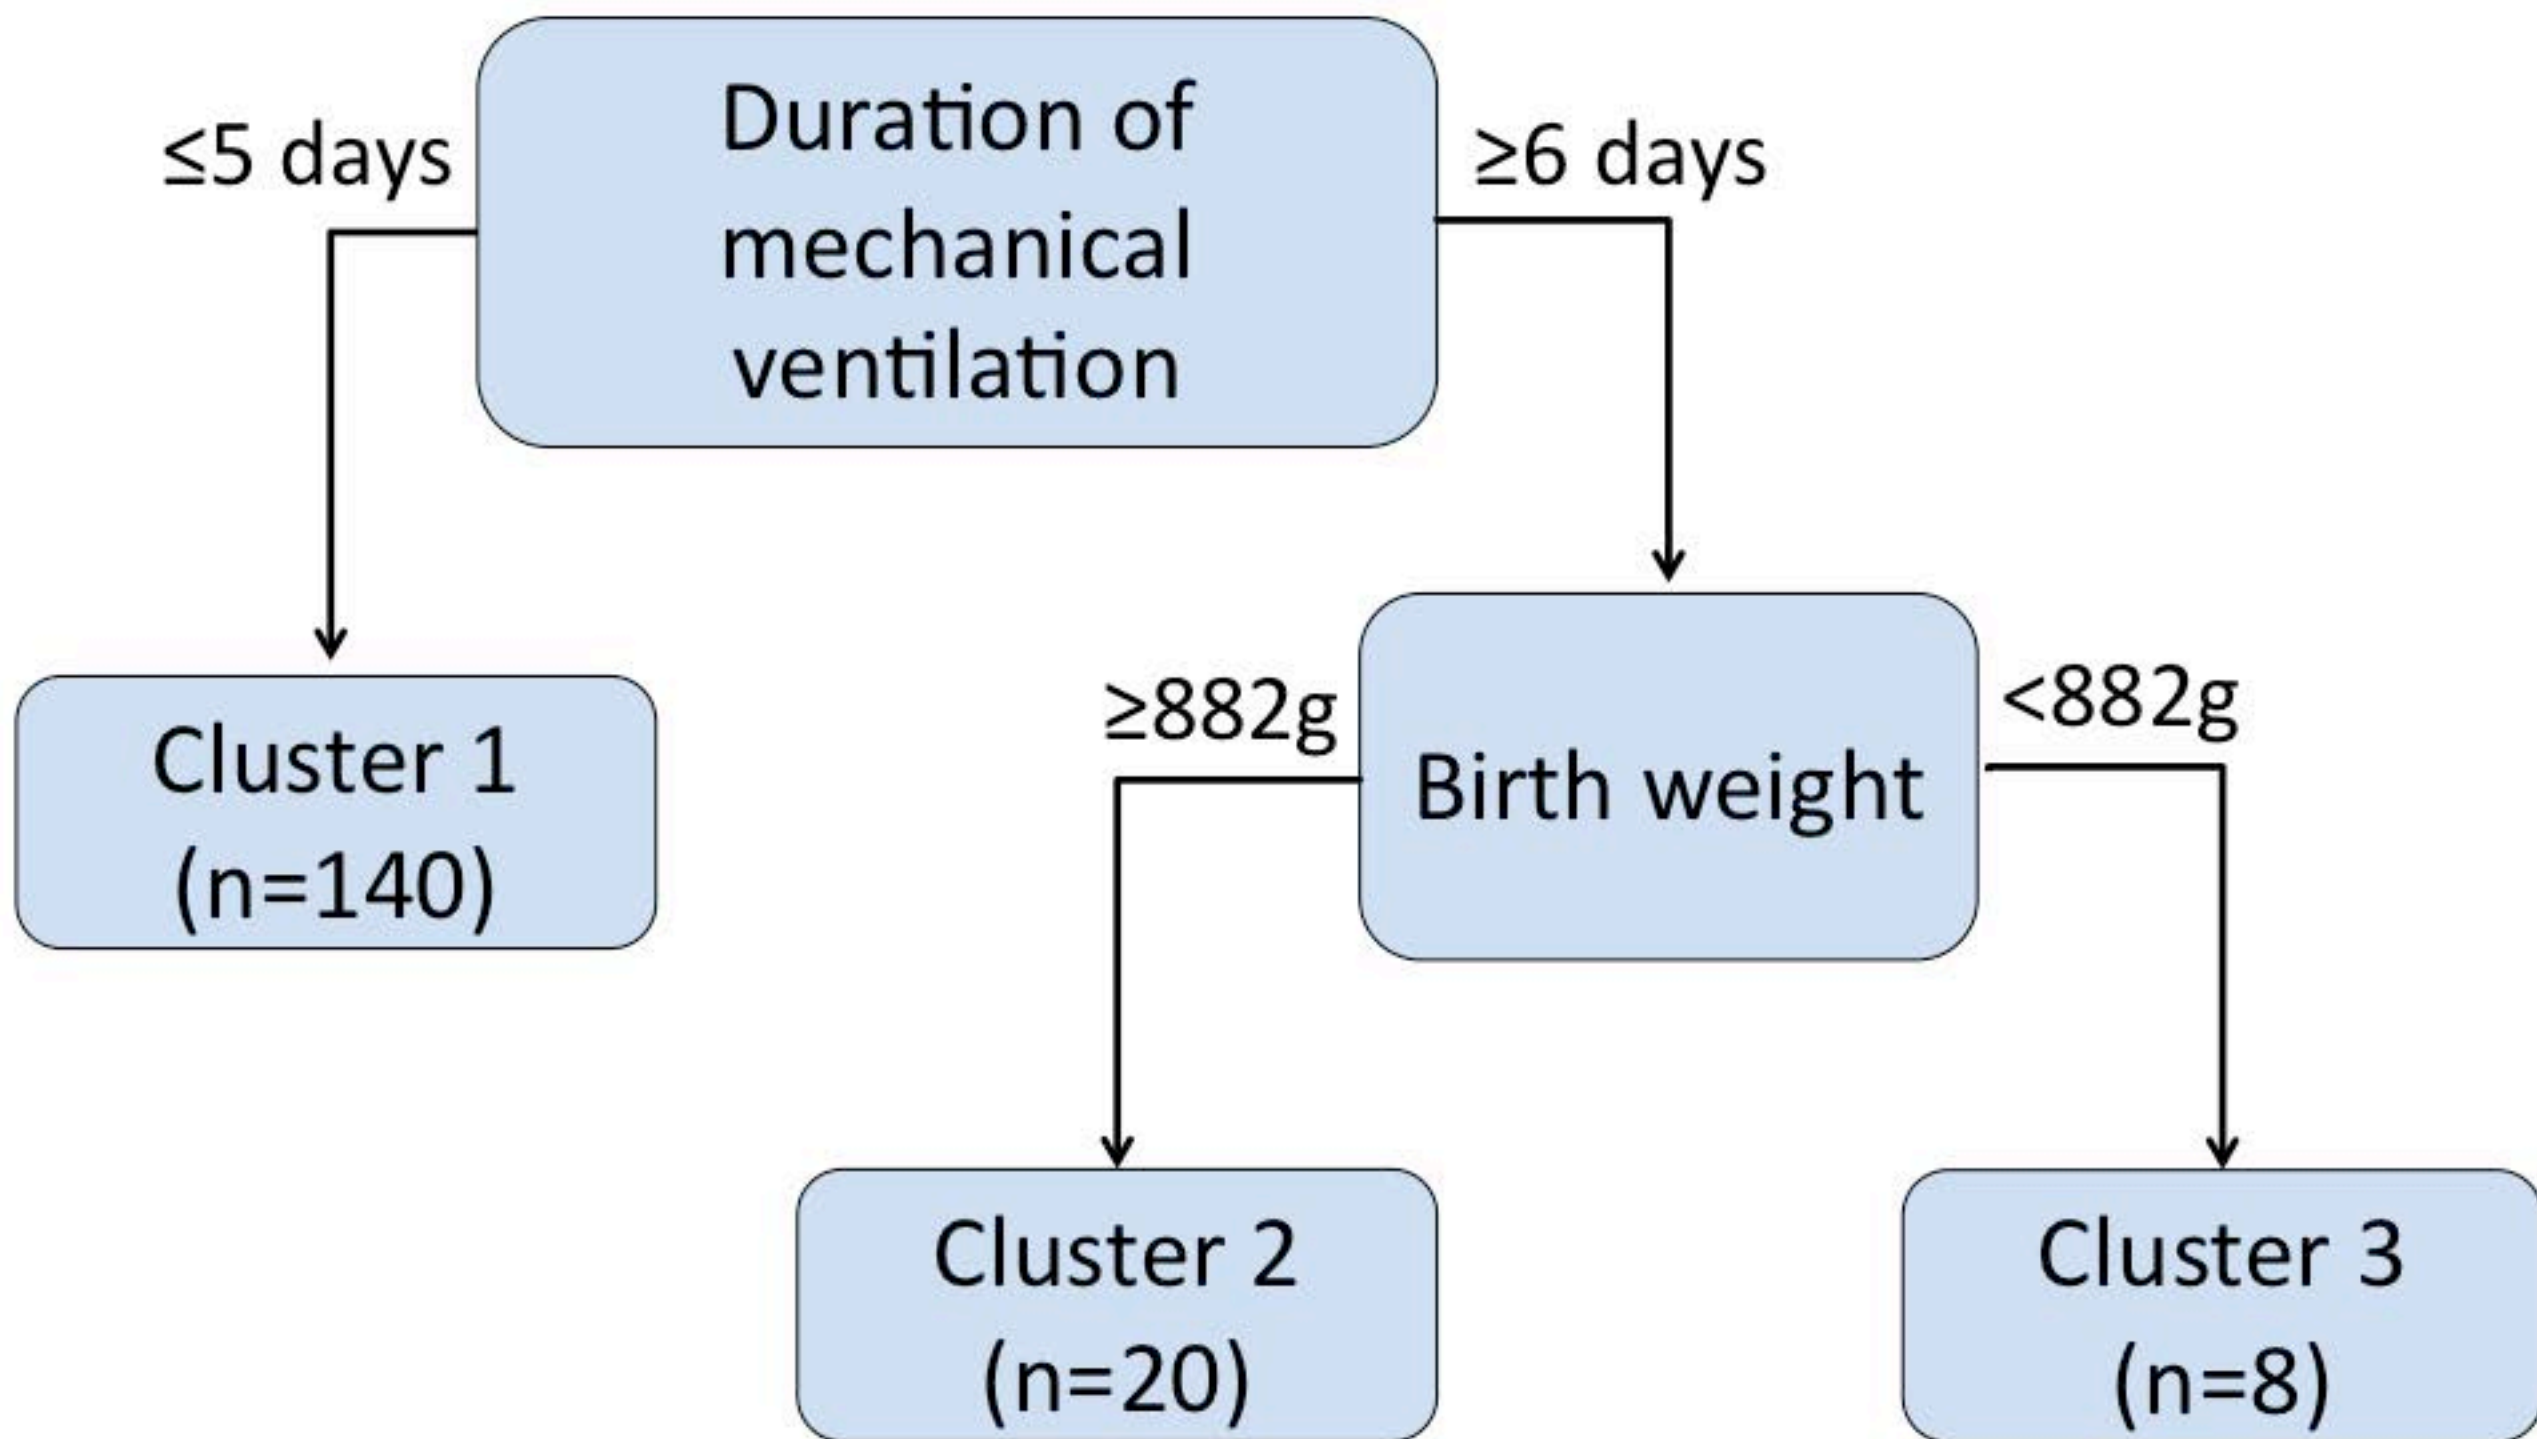 Duration of
mechanical
ventilation
≤5 days
≥6 days
Cluster 1
(n=140)
Birth weight
≥882g
<882g
Cluster 2
(n=20)
Cluster 3
(n=8)